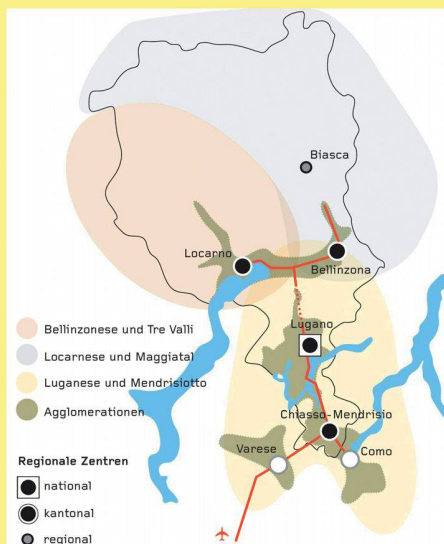 Biasca
Locarno
Bellinzona
Lugano
Chiasso-Mendrisio
Varese
Como
Bellinzonese und Tre Valli
Locarnese und Maggiatal
Luganese und Mendrisiotto
Agglomerationen
Regionale Zentren
national
kantonal
regional